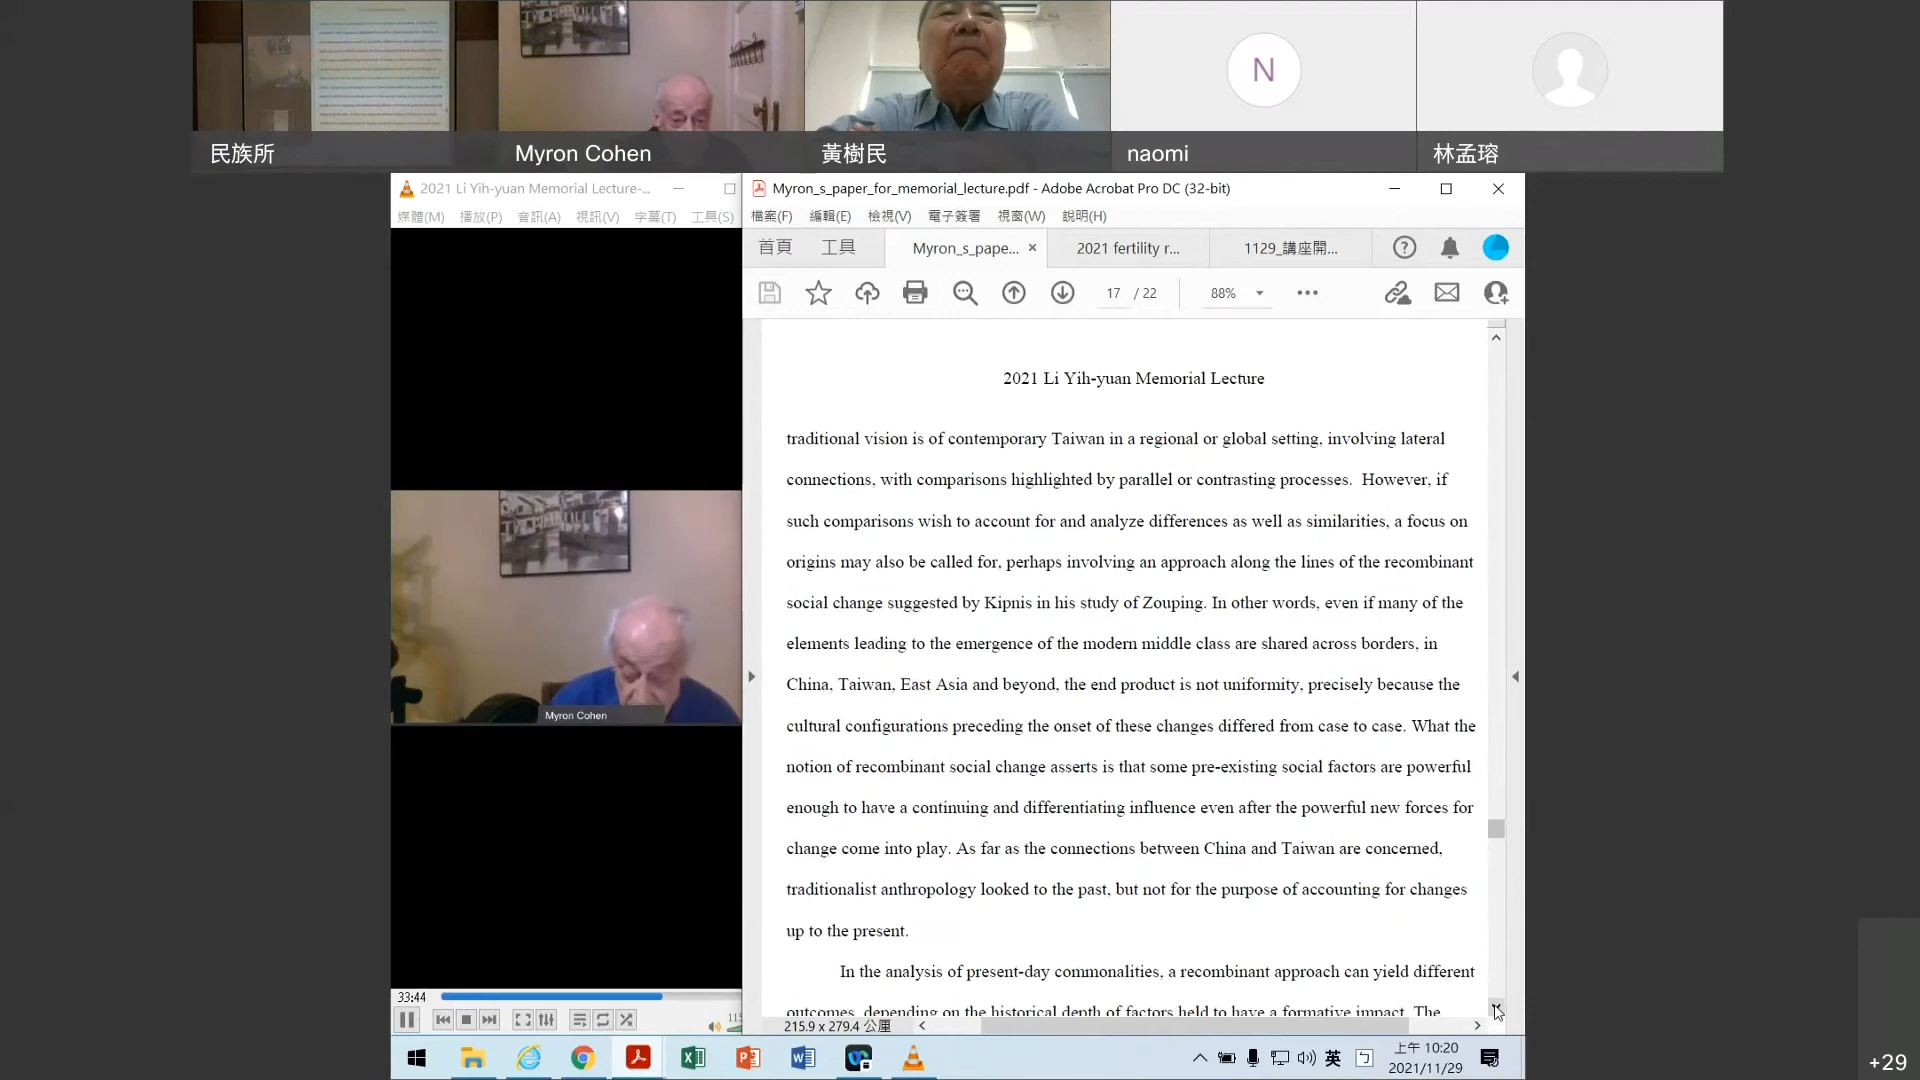 民族所
Myron Cohen
黃樹民
N
naomi
林孟瑢
2021 Li Yih-yuan Memorial Lecture-...
媒體(M) 播放(P) 音訊(A) 視訊(V) 字幕(T) 工具(S)
Myron Cohen
33:44
Myron_s_paper_for_memorial_lecture.pdf - Adobe Acrobat Pro DC (32-bit)
檔案(F) 編輯(E) 檢視(V) 電子簽署 視窗(W) 說明(H)
首頁 工具 Myron_s_pape... × 2021 fertility r... 1129_講座開...
17 / 22 88%
2021 Li Yih-yuan Memorial Lecture
traditional vision is of contemporary Taiwan in a regional or global setting, involving lateral
connections, with comparisons highlighted by parallel or contrasting processes. However, if
such comparisons wish to account for and analyze differences as well as similarities, a focus on
origins may also be called for, perhaps involving an approach along the lines of the recombinant
social change suggested by Kipnis in his study of Zouping. In other words, even if many of the
elements leading to the emergence of the modern middle class are shared across borders, in
China, Taiwan, East Asia and beyond, the end product is not uniformity, precisely because the
cultural configurations preceding the onset of these changes differed from case to case. What the
notion of recombinant social change asserts is that some pre-existing social factors are powerful
enough to have a continuing and differentiating influence even after the powerful new forces for
change come into play. As far as the connections between China and Taiwan are concerned,
traditionalist anthropology looked to the past, but not for the purpose of accounting for changes
up to the present.
In the analysis of present-day commonalities, a recombinant approach can yield different
outcomes, depending on the historical depth of factors held to have a formative impact. The
215.9 x 279.4 公厘
英
上午 10:20
2021/11/29
+29